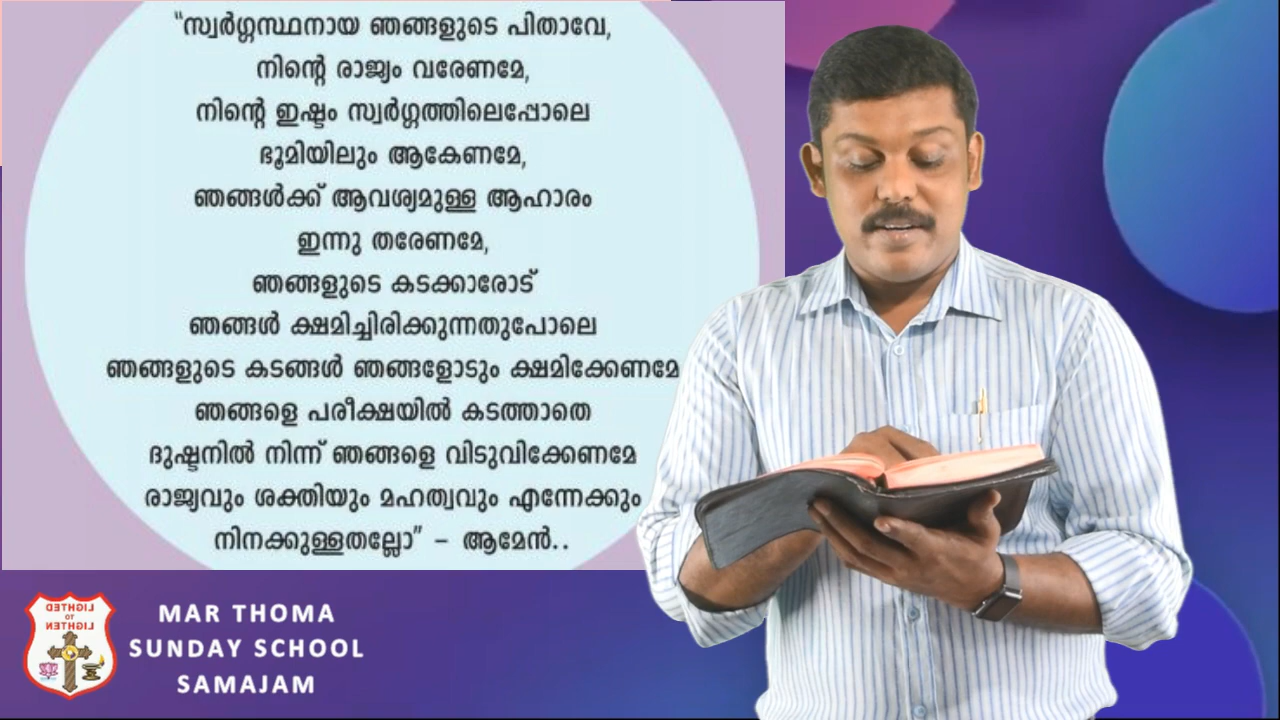 “സ്വർഗ്ഗസ്ഥനായ ഞങ്ങളുടെ പിതാവേ,
നിന്റെ രാജ്യം വരേണമേ,
നിന്റെ ഇഷ്ടം സ്വർഗ്ഗത്തിലെപ്പോലെ
ഭൂമിയിലും ആകേണമേ,
ഞങ്ങൾക്ക് ആവശ്യമുള്ള ആഹാരം
ഇന്നു തരേണമേ,
ഞങ്ങളുടെ കടക്കാരോട്
ഞങ്ങൾ ക്ഷമിച്ചിരിക്കുന്നതുപോലെ
ഞങ്ങളുടെ കടങ്ങൾ ഞങ്ങളോടും ക്ഷമിക്കേണമേ
ഞങ്ങളെ പരീക്ഷയിൽ കടത്താതെ
ദുഷ്ടനിൽ നിന്ന് ഞങ്ങളെ വിടുവിക്കേണമേ
രാജ്യവും ശക്തിയും മഹത്വവും എന്നേക്കും
നിനക്കുള്ളതല്ലോ” – ആമേൻ..
LIGHTED
TO
LIGHTEN
MAR THOMA
SUNDAY SCHOOL
SAMAJAM